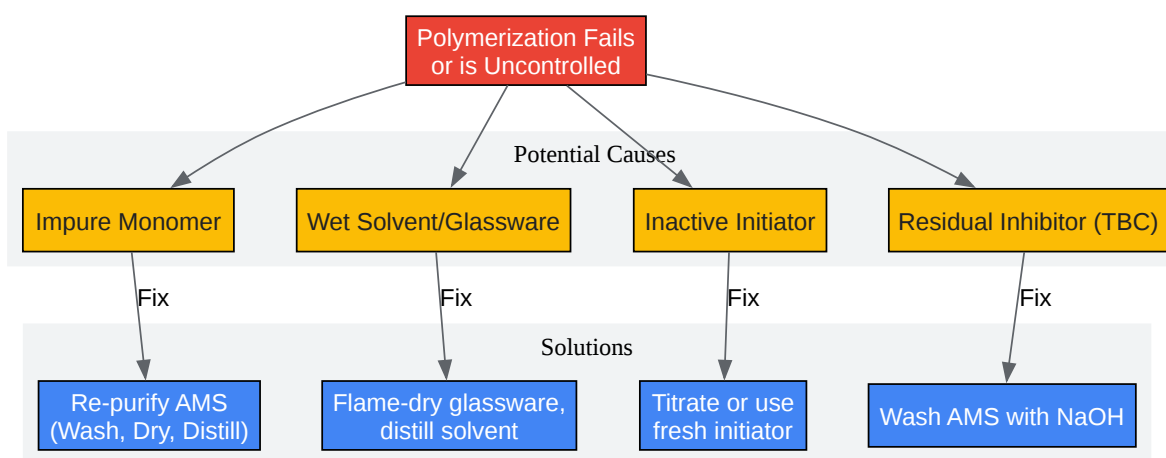 Polymerization Fails
or is Uncontrolled
Potential Causes
Impure Monomer
Wet Solvent/Glassware
Inactive Initiator
Residual Inhibitor (TBC)
Fix
Fix
Fix
Fix
Solutions
Re-purify AMS
(Wash, Dry, Distill)
Flame-dry glassware,
distill solvent
Titrate or use
fresh initiator
Wash AMS with NaOH